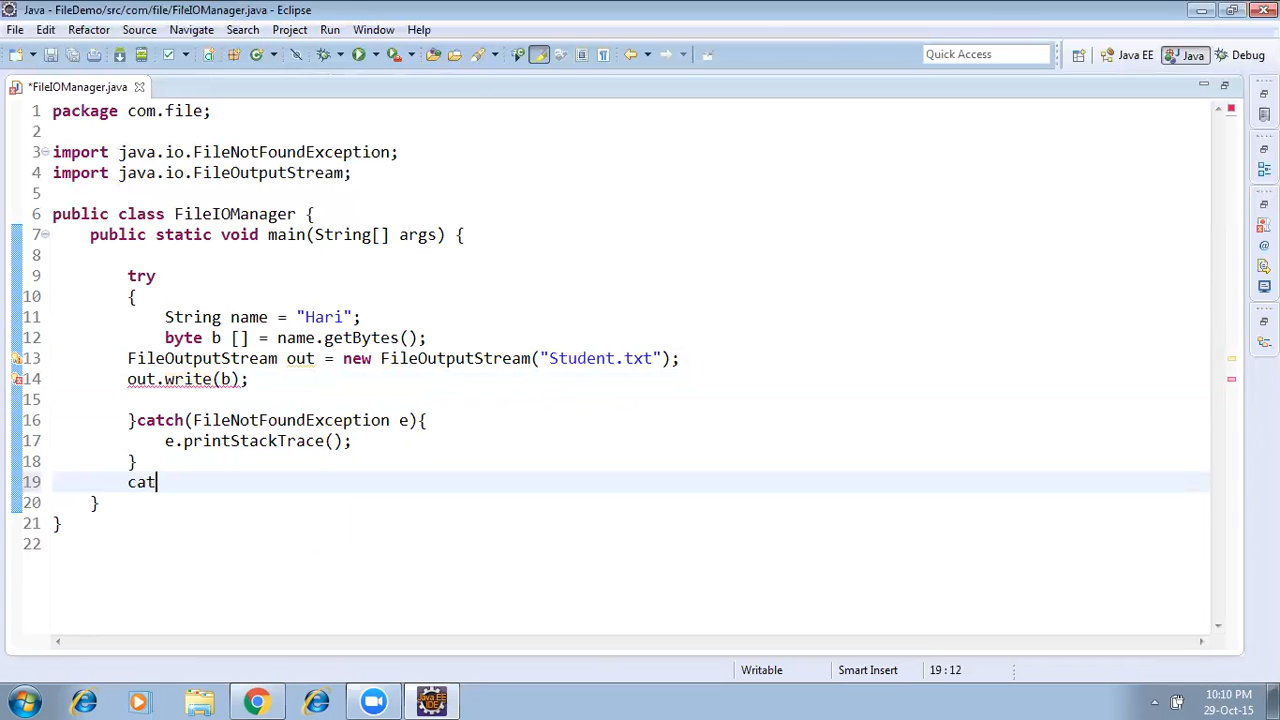 Java - FileDemo/src/com/file/FileIOManager.java - Eclipse
File Edit Refactor Source Navigate Search Project Run Window Help
Quick Access Java EE Java Debug
*FileIOManager.java
1 package com.file;
2
3 import java.io.FileNotFoundException;
4 import java.io.FileOutputStream;
5
6 public class FileIOManager {
7 public static void main(String[] args) {
8
9 try
10 {
11 String name = "Hari";
12 byte b [] = name.getBytes();
13 FileOutputStream out = new FileOutputStream("Student.txt");
14 out.write(b);
15
16 }catch(FileNotFoundException e){
17 e.printStackTrace();
18 }
19 cat
20 }
21 }
22
Writable Smart Insert 19 : 12
Java EE
IDE
10:10 PM
29-Oct-15